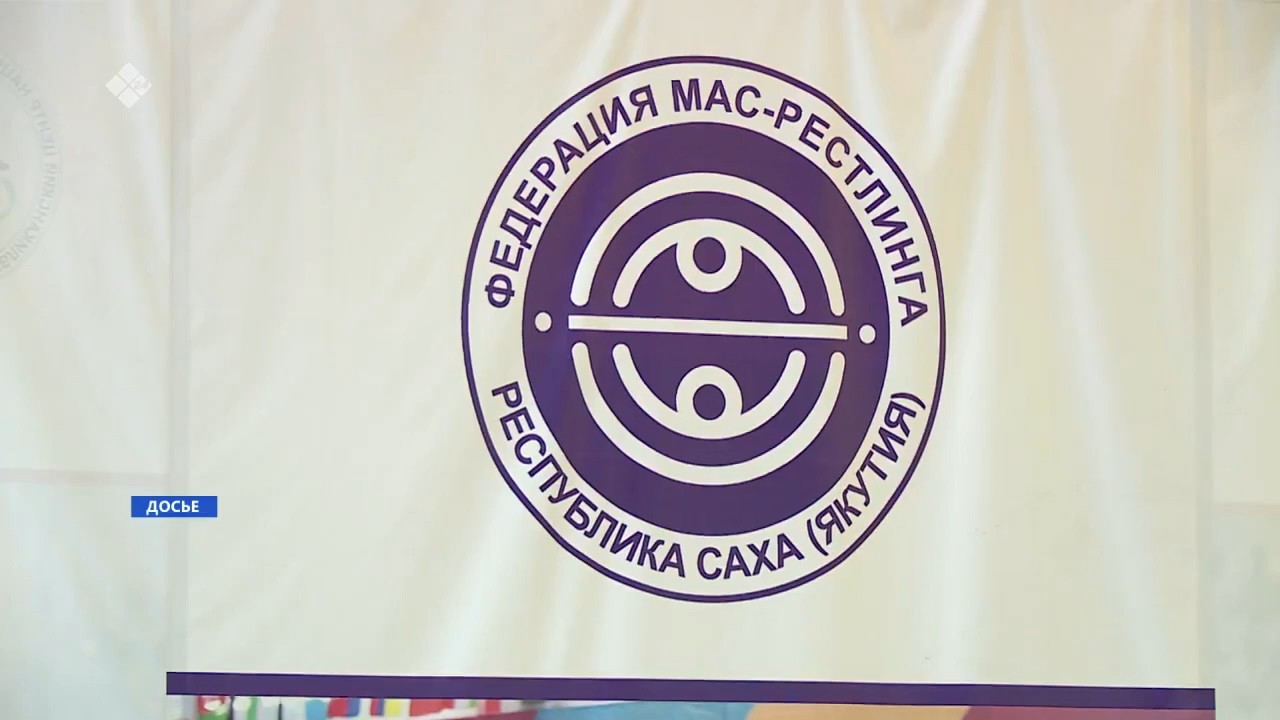 ФЕДЕРАЦИЯ МАС-РЕСТЛИНГА
РЕСПУБЛИКА САХА (ЯКУТИЯ)
ДОСЬЕ